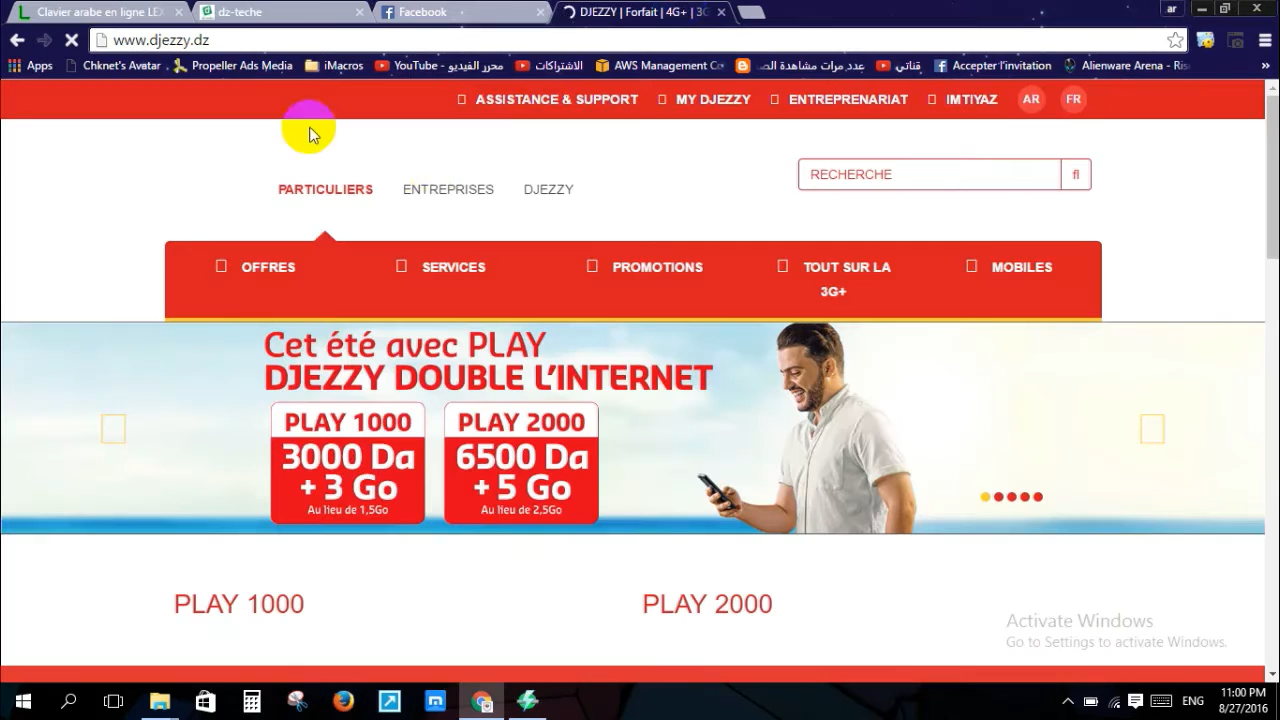 Clavier arabe en ligne LEX
dz-teche
Facebook
DJEZZY | Forfait | 4G+ | 3G
ar
www.djezzy.dz
Apps
Chknet's Avatar
Propeller Ads Media
iMacros
YouTube - محرر الفيديو
الاشتراكات
AWS Management Co
عدد مرات مشاهدة الص
قناتي
Accepter l'invitation
Alienware Arena - Rise
»
ASSISTANCE & SUPPORT
MY DJEZZY
ENTREPRENARIAT
IMTIYAZ
AR
FR
RECHERCHE
PARTICULIERS
ENTREPRISES
DJEZZY
OFFRES
SERVICES
PROMOTIONS
TOUT SUR LA
3G+
MOBILES
Cet été avec PLAY
DJEZZY DOUBLE L'INTERNET
PLAY 1000
3000 Da
+ 3 Go
Au lieu de 1,5Go
PLAY 2000
6500 Da
+ 5 Go
Au lieu de 2,5Go
PLAY 1000
PLAY 2000
Activate Windows
Go to Settings to activate Windows.
ENG
11:00 PM
8/27/2016